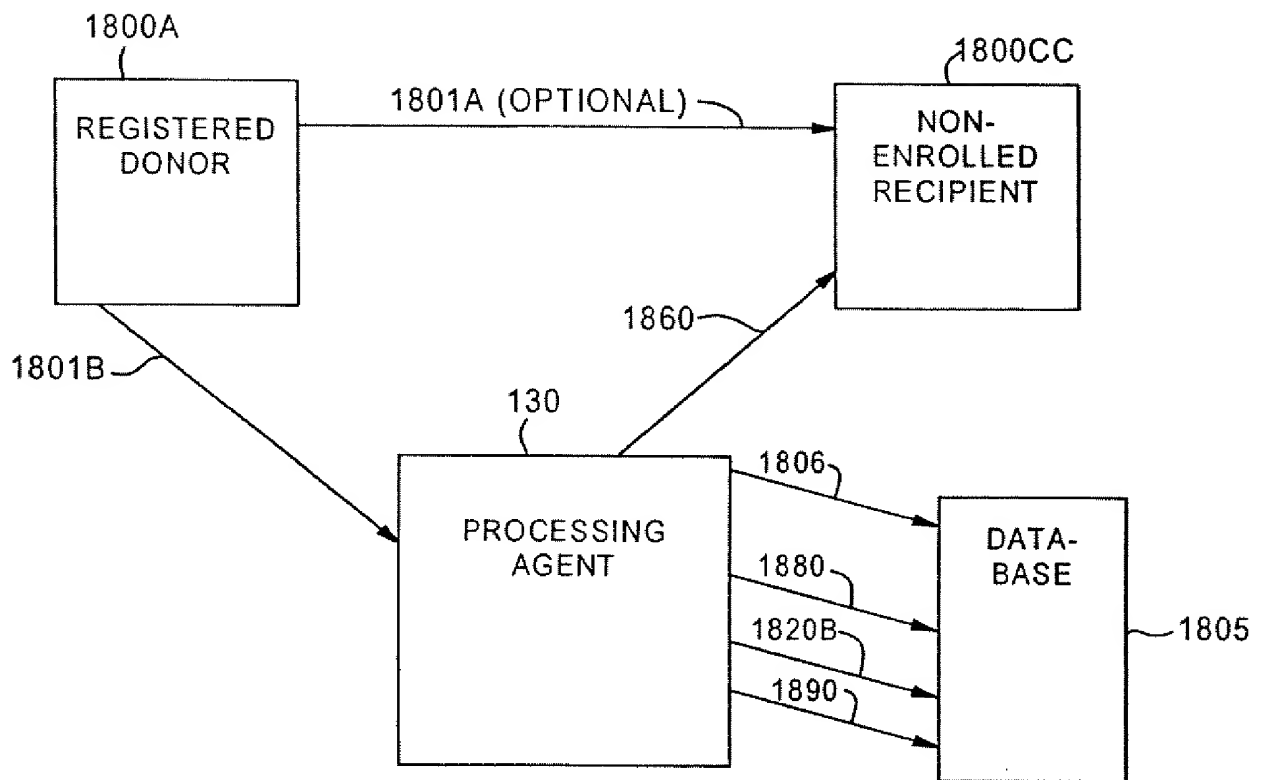 1800A
1800CC
REGISTERED
DONOR
1801A (OPTIONAL)
NON-
ENROLLED
RECIPIENT
1801B
1860
130
PROCESSING
AGENT
1806
1880
1820B
1890
DATA-
BASE
1805